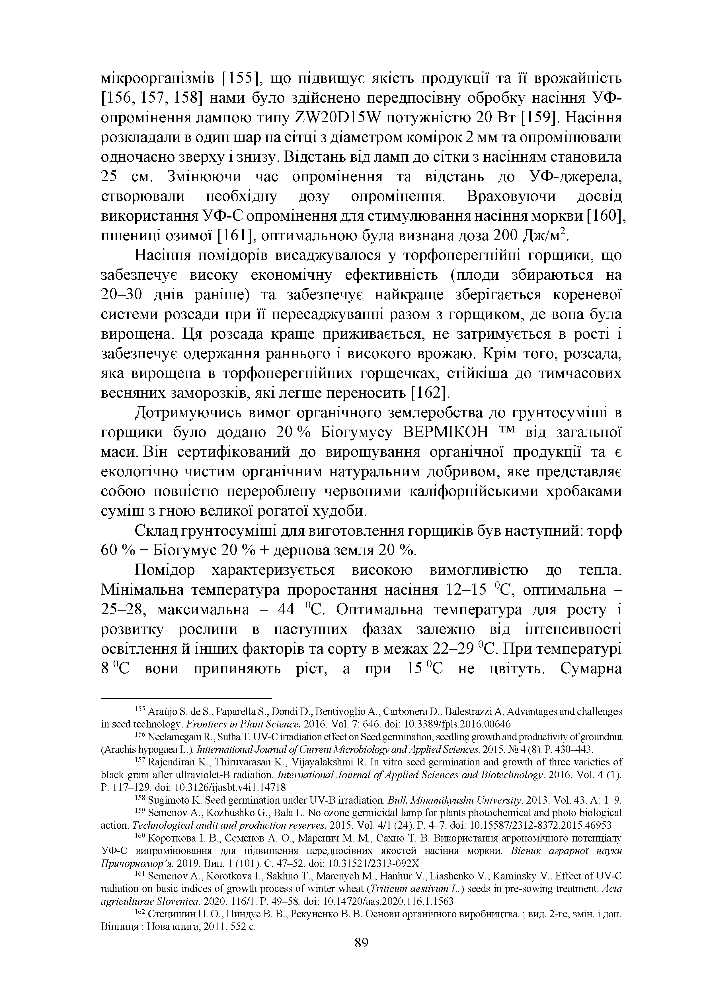 мікроорганізмів [155], що підвищує якість продукції та її врожайність
[156, 157, 158] нами було здійснено передпосівну обробку насіння УФ-
опромінення лампою типу ZW20D15W потужністю 20 Вт [159]. Насіння
розкладали в один шар на сітці з діаметром комірок 2 мм та опромінювали
одночасно зверху і знизу. Відстань від ламп до сітки з насінням становила
25 см. Змінюючи час опромінення та відстань до УФ-джерела,
створювали необхідну дозу опромінення. Враховуючи досвід
використання УФ-С опромінення для стимулювання насіння моркви [160],
пшениці озимої [161], оптимальною була визнана доза 200 Дж/м².
Насіння помідорів висаджувалося у торфоперегнійні горщики, що
забезпечує високу економічну ефективність (плоди збираються на
20–30 днів раніше) та забезпечує найкраще зберігається кореневої
системи розсади при її пересаджуванні разом з горщиком, де вона була
вирощена. Ця розсада краще приживається, не затримується в рості і
забезпечує одержання раннього і високого врожаю. Крім того, розсада,
яка вирощена в торфоперегнійних горщечках, стійкіша до тимчасових
весняних заморозків, які легше переносить [162].
Дотримуючись вимог органічного землеробства до грунтосуміші в
горщики було додано 20 % Біогумусу ВЕРМІКОН ™ від загальної
маси. Він сертифікований до вирощування органічної продукції та є
екологічно чистим органічним натуральним добривом, яке представляє
собою повністю перероблену червоними каліфорнійськими хробаками
суміш з гною великої рогатої худоби.
Склад грунтосуміші для виготовлення горщиків був наступний: торф
60 % + Біогумус 20 % + дернова земля 20 %.
Помідор характеризується високою вимогливістю до тепла.
Мінімальна температура проростання насіння 12–15 ⁰С, оптимальна –
25–28, максимальна – 44 ⁰С. Оптимальна температура для росту і
розвитку рослини в наступних фазах залежно від інтенсивності
освітлення й інших факторів та сорту в межах 22–29 ⁰С. При температурі
8 ⁰С вони припиняють ріст, а при 15 ⁰С не цвітуть. Сумарна
¹⁵⁵ Araújo S. de S., Paparella S., Dondi D., Bentivoglio A., Carbonera D., Balestrazzi A. Advantages and challenges
in seed technology. Frontiers in Plant Science. 2016. Vol. 7: 646. doi: 10.3389/fpls.2016.00646
¹⁵⁶ Neelamegam R., Sutha T. UV-C irradiation effect on Seed germination, seedling growth and productivity of groundnut
(Arachis hypogaea L.). Intternational Journal of Current Microbiology and Applied Sciences. 2015. № 4 (8). P. 430–443.
¹⁵⁷ Rajendiran K., Thiruvarasan K., Vijayalakshmi R. In vitro seed germination and growth of three varieties of
black gram after ultraviolet-B radiation. International Journal of Applied Sciences and Biotechnology. 2016. Vol. 4 (1).
P. 117–129. doi: 10.3126/ijasbt.v4i1.14718
¹⁵⁸ Sugimoto K. Seed germination under UV-B irradiation. Bull. Minamikyushu University. 2013. Vol. 43. A: 1–9.
¹⁵⁹ Semenov A., Kozhushko G., Bala L. No ozone germicidal lamp for plants photochemical and photo biological
action. Technological audit and production reserves. 2015. Vol. 4/1 (24). P. 4–7. doi: 10.15587/2312-8372.2015.46953
¹⁶⁰ Короткова І. В., Семенов А. О., Маренич М. М., Сахно Т. В. Використання агрономічного потенціалу
УФ-С випромінювання для підвищення передпосівних якостей насіння моркви. Вісник аграрної науки
Причорномор’я. 2019. Вип. 1 (101). С. 47–52. doi: 10.31521/2313-092X
¹⁶¹ Semenov A., Korotkova I., Sakhno T., Marenych M., Hanhur V., Liashenko V., Kaminsky V.. Effect of UV-C
radiation on basic indices of growth process of winter wheat (Triticum aestivum L.) seeds in pre-sowing treatment. Acta
agriculturae Slovenica. 2020. 116/1. P. 49–58. doi: 10.14720/aas.2020.116.1.1563
¹⁶² Стецишин П. О., Пиндус В. В., Рекуненко В. В. Основи органічного виробництва. ; вид. 2-ге, змін. і доп.
Вінниця : Нова книга, 2011. 552 с.
89